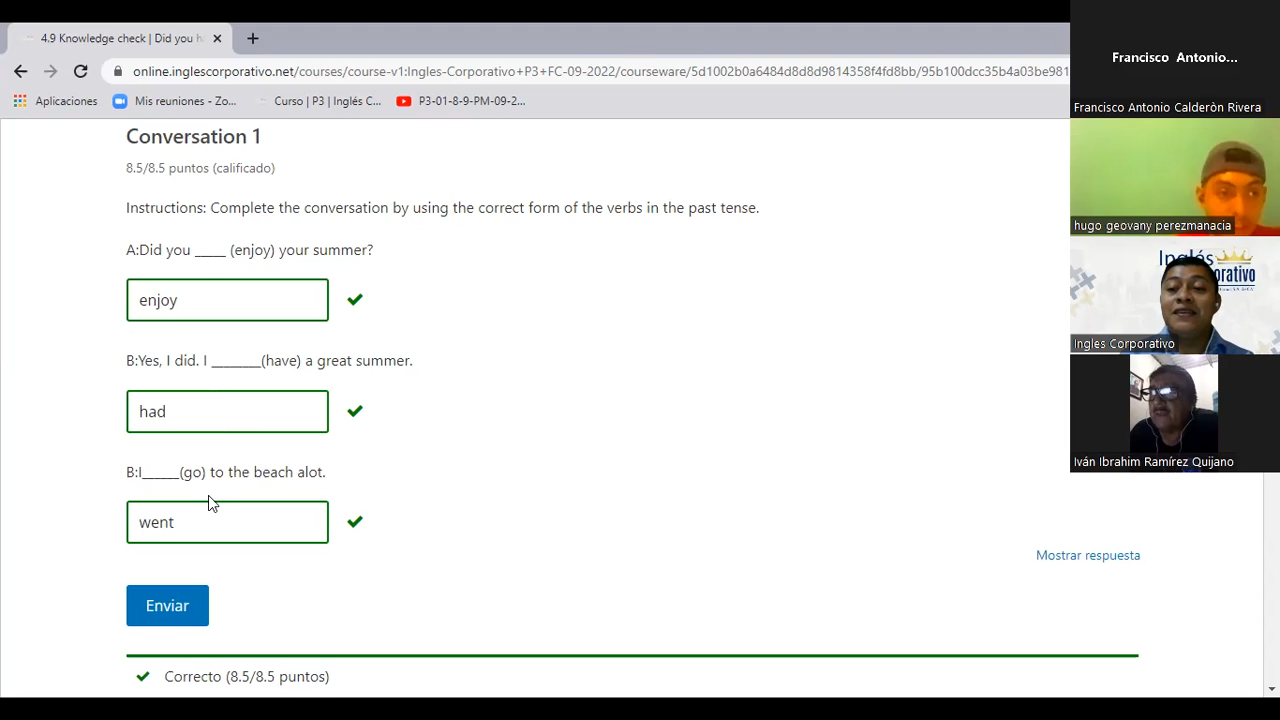 4.9 Knowledge check | Did you h
online.inglescorporativo.net/courses/course-v1:Ingles-Corporativo+P3+FC-09-2022/courseware/5d1002b0a6484d8d8d9814358f4fd8bb/95b100dcc35b4a03be981
Aplicaciones Mis reuniones - Zo... Curso | P3 | Inglés C... P3-01-8-9-PM-09-2...
Conversation 1
8.5/8.5 puntos (calificado)
Instructions: Complete the conversation by using the correct form of the verbs in the past tense.
A:Did you _____ (enjoy) your summer?
enjoy
B:Yes, I did. I ________(have) a great summer.
had
B:I______(go) to the beach alot.
went
Mostrar respuesta
Enviar
Correcto (8.5/8.5 puntos)
Francisco Antonio...
Francisco Antonio Calderòn Rivera
hugo geovany perezmanacia
Inglés
Ingles Corporativo
Iván Ibrahim Ramírez Quijano